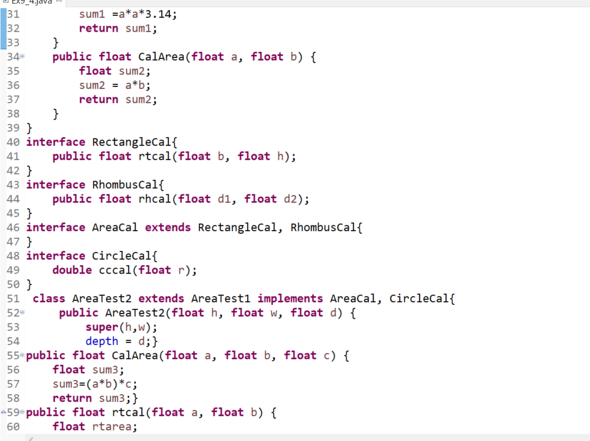 Ex9_4.java
31 sum1 =a*a*3.14;
32 return sum1;
33 }
34 public float CalArea(float a, float b) {
35 float sum2;
36 sum2 = a*b;
37 return sum2;
38 }
39 }
40 interface RectangleCal{
41 public float rtcal(float b, float h);
42 }
43 interface RhombusCal{
44 public float rhcal(float d1, float d2);
45 }
46 interface AreaCal extends RectangleCal, RhombusCal{
47 }
48 interface CircleCal{
49 double cccal(float r);
50 }
51 class AreaTest2 extends AreaTest1 implements AreaCal, CircleCal{
52 public AreaTest2(float h, float w, float d) {
53 super(h,w);
54 depth = d;}
55 public float CalArea(float a, float b, float c) {
56 float sum3;
57 sum3=(a*b)*c;
58 return sum3;}
59 public float rtcal(float a, float b) {
60 float rtarea;